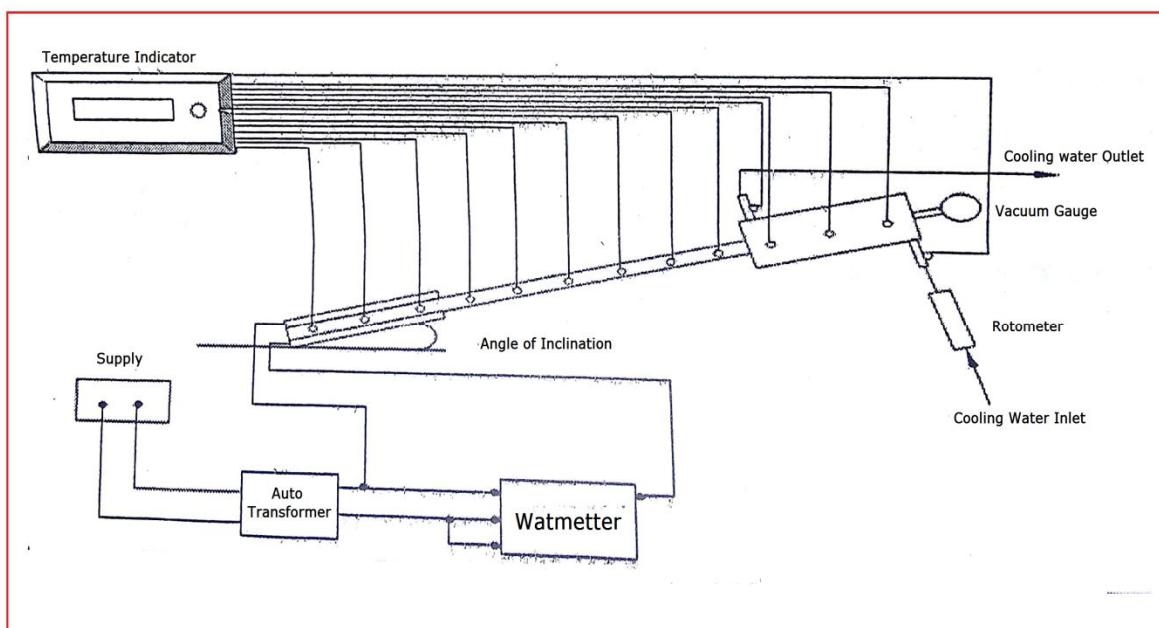 Temperature Indicator
Cooling water Outlet
Vacuum Gauge
Rotometer
Angle of Inclination
Supply
Cooling Water Inlet
Auto
Transformer
Watmetter